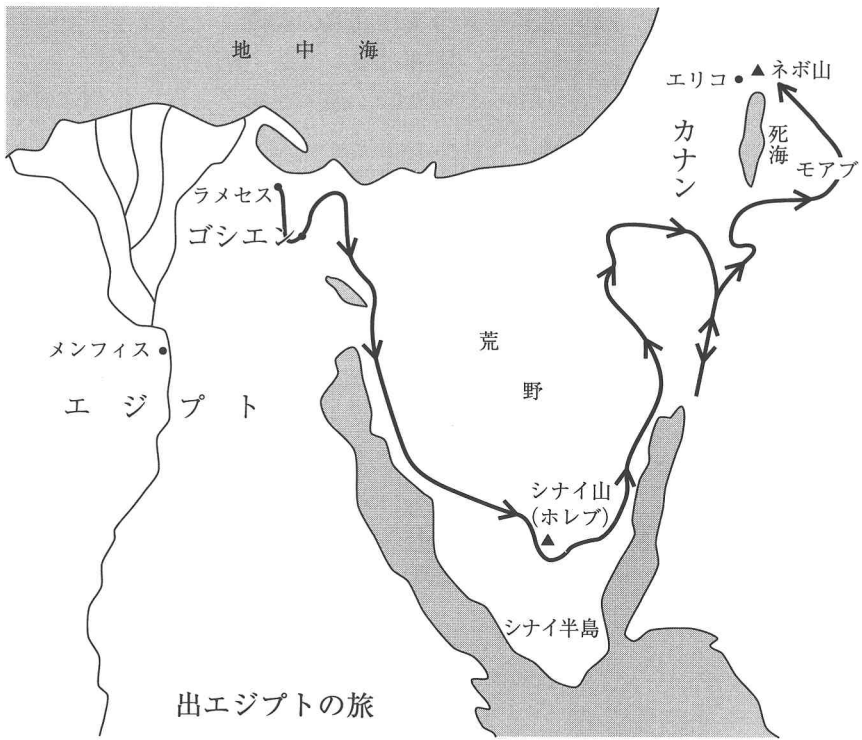 地中海
ネボ山
エリコ
カナン
死海
モアブ
ラメセス
ゴシエン
メンフィス
エジプト
荒野
シナイ山
(ホレブ)
シナイ半島
出エジプトの旅